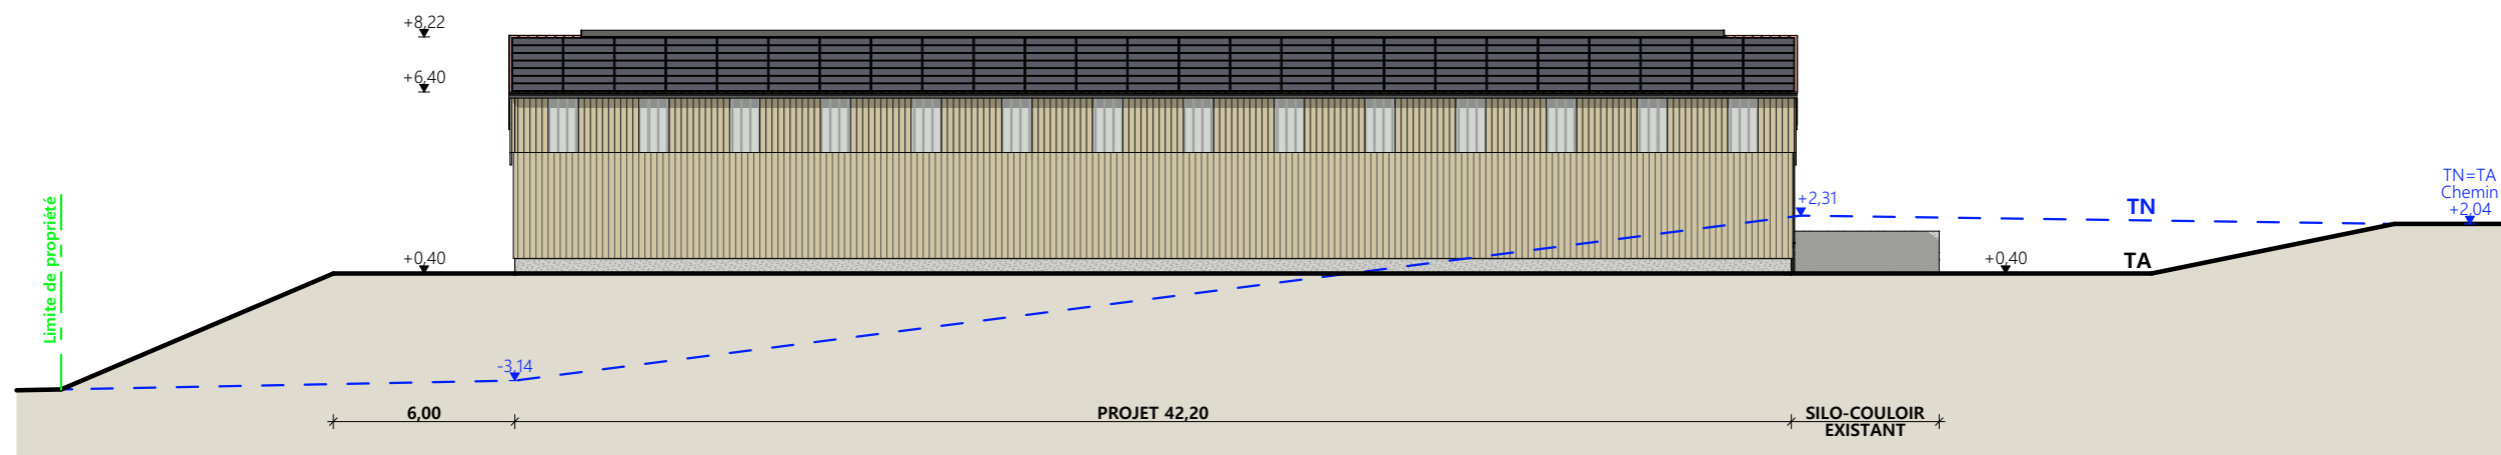 +8,22
+6,40
+0,40
Limite de propriété
-3,14
+2,31
TN
TN=TA
Chemin
+2,04
+0,40
TA
6,00
PROJET 42,20
SILO-COULOIR
EXISTANT